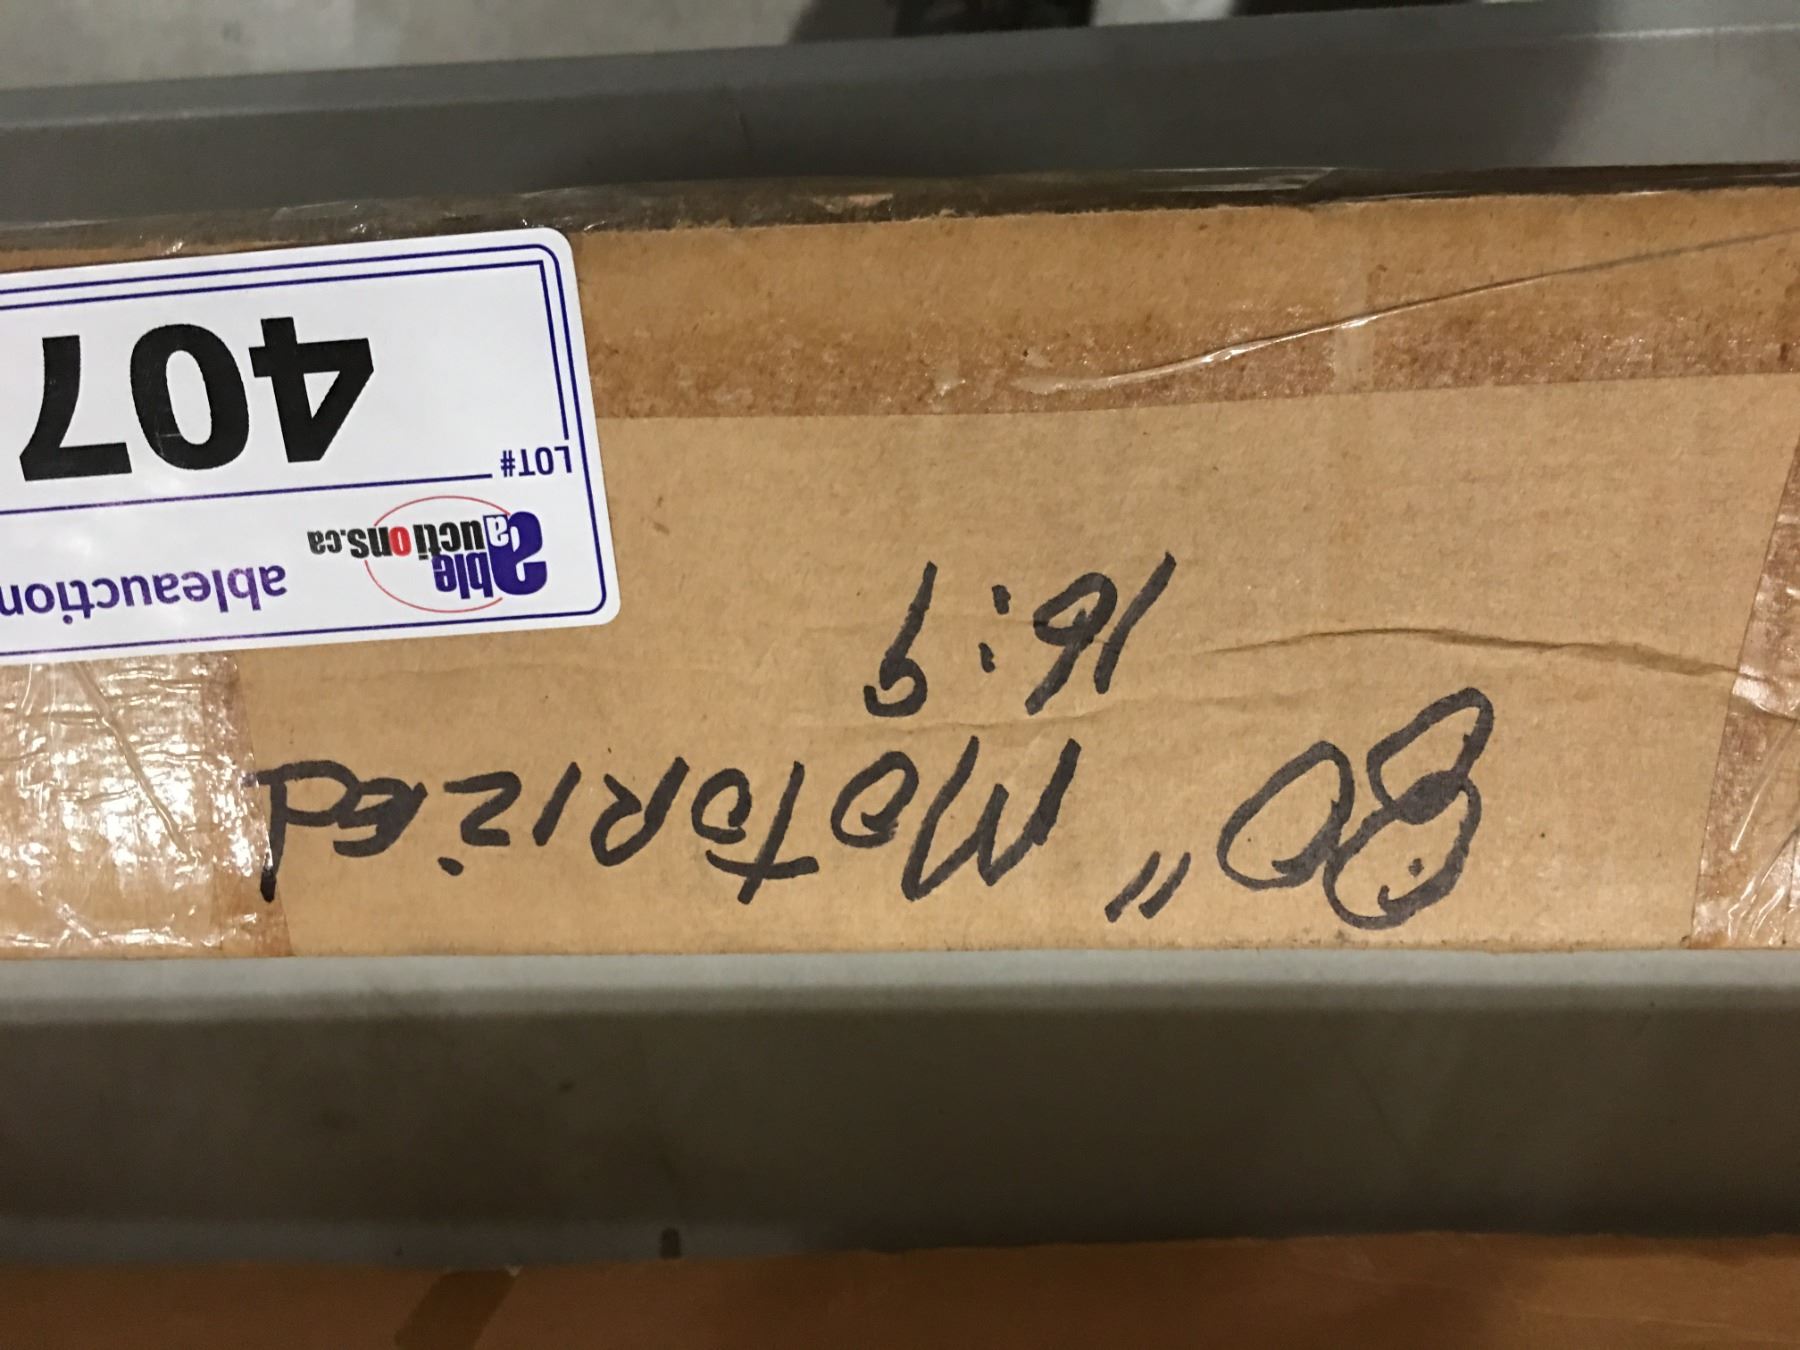 80" MOTORIZEd
16:9
ableauction
able auctions.ca
LOT# 407